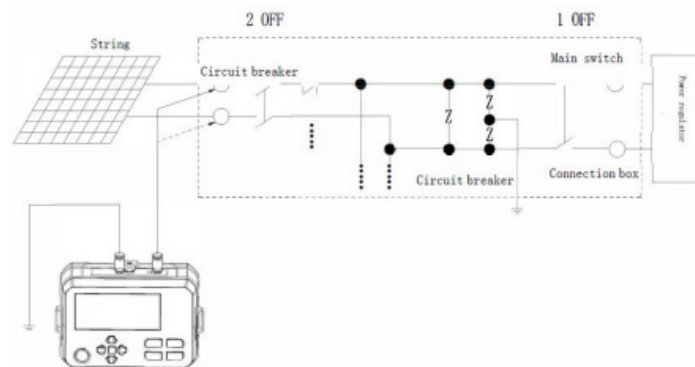 2 OFF
1 OFF
String
Circuit breaker
Main switch
Power regulator
Z
Z
Z
Circuit breaker
Connection box